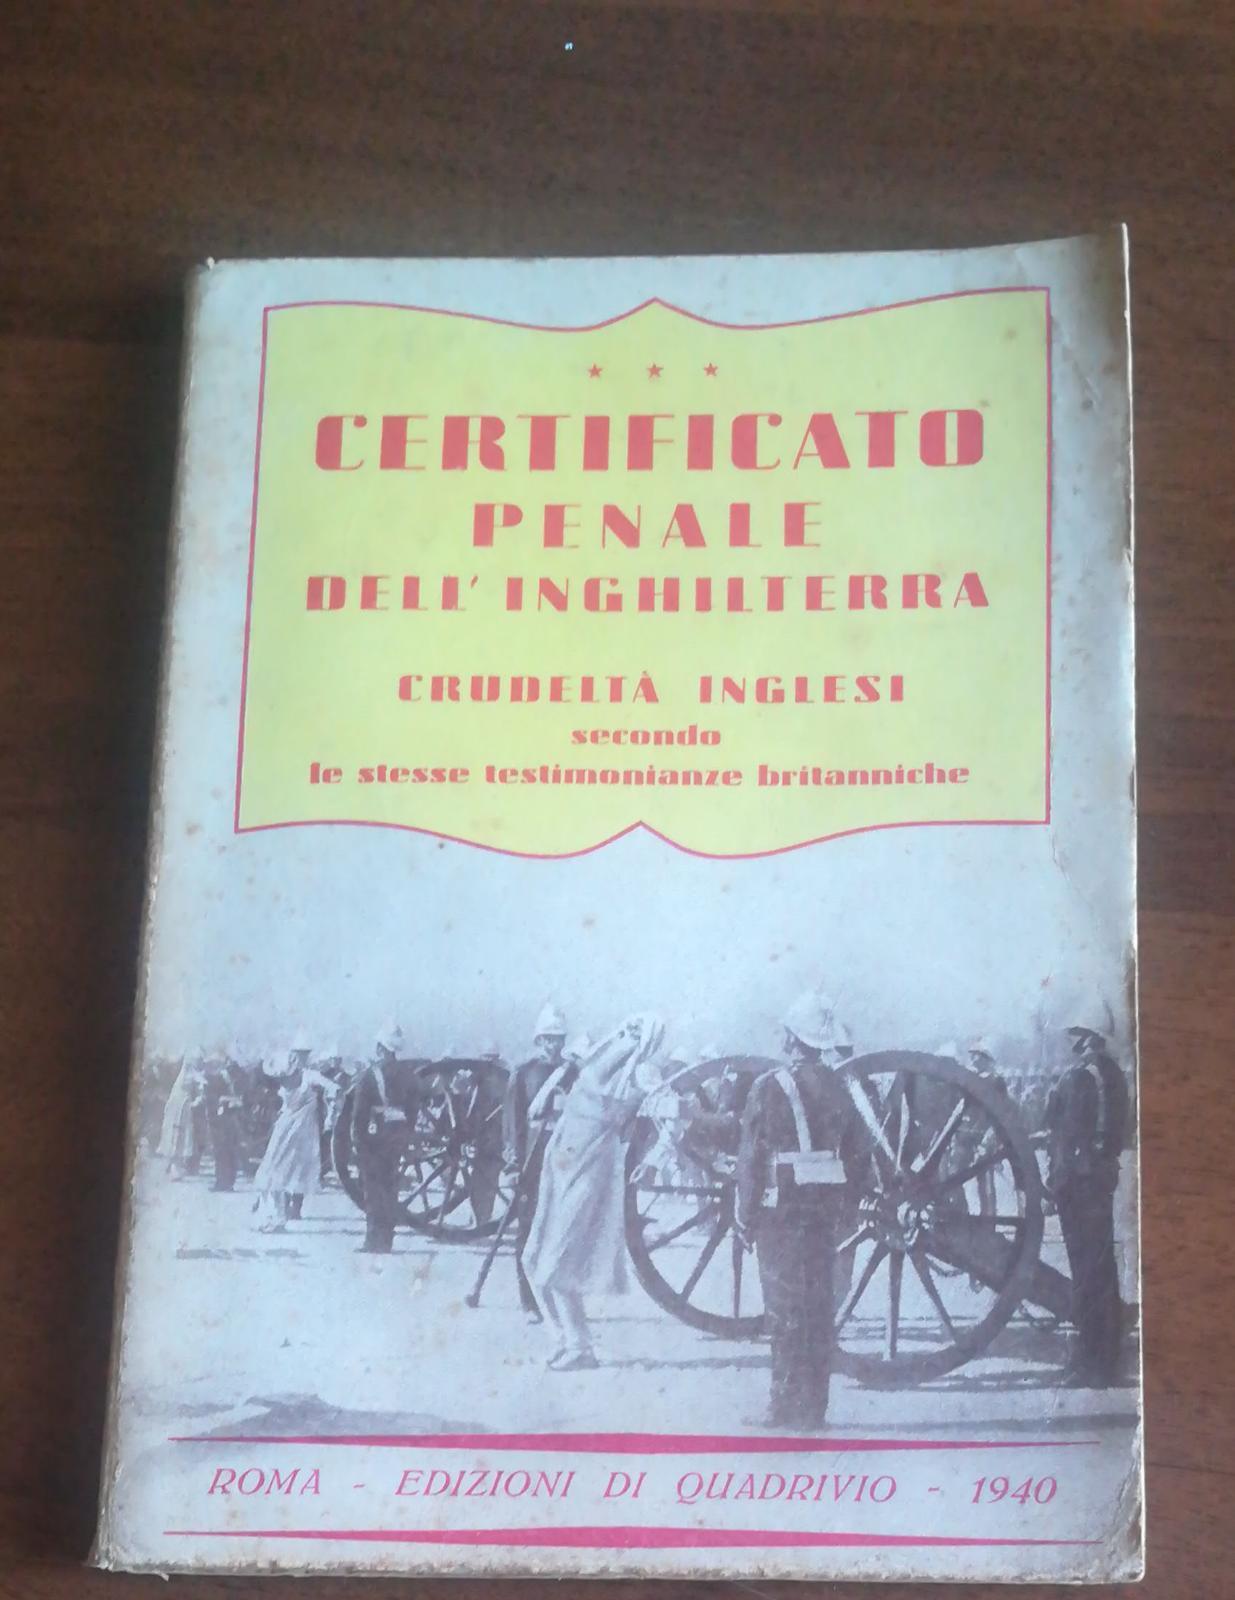 ★ ★ ★
CERTIFICATO
PENALE
DELL'INGHILTERRA
CRUDELTÀ INGLESI
secondo
le stesse testimonianze britanniche
ROMA - EDIZIONI DI QUADRIVIO - 1940